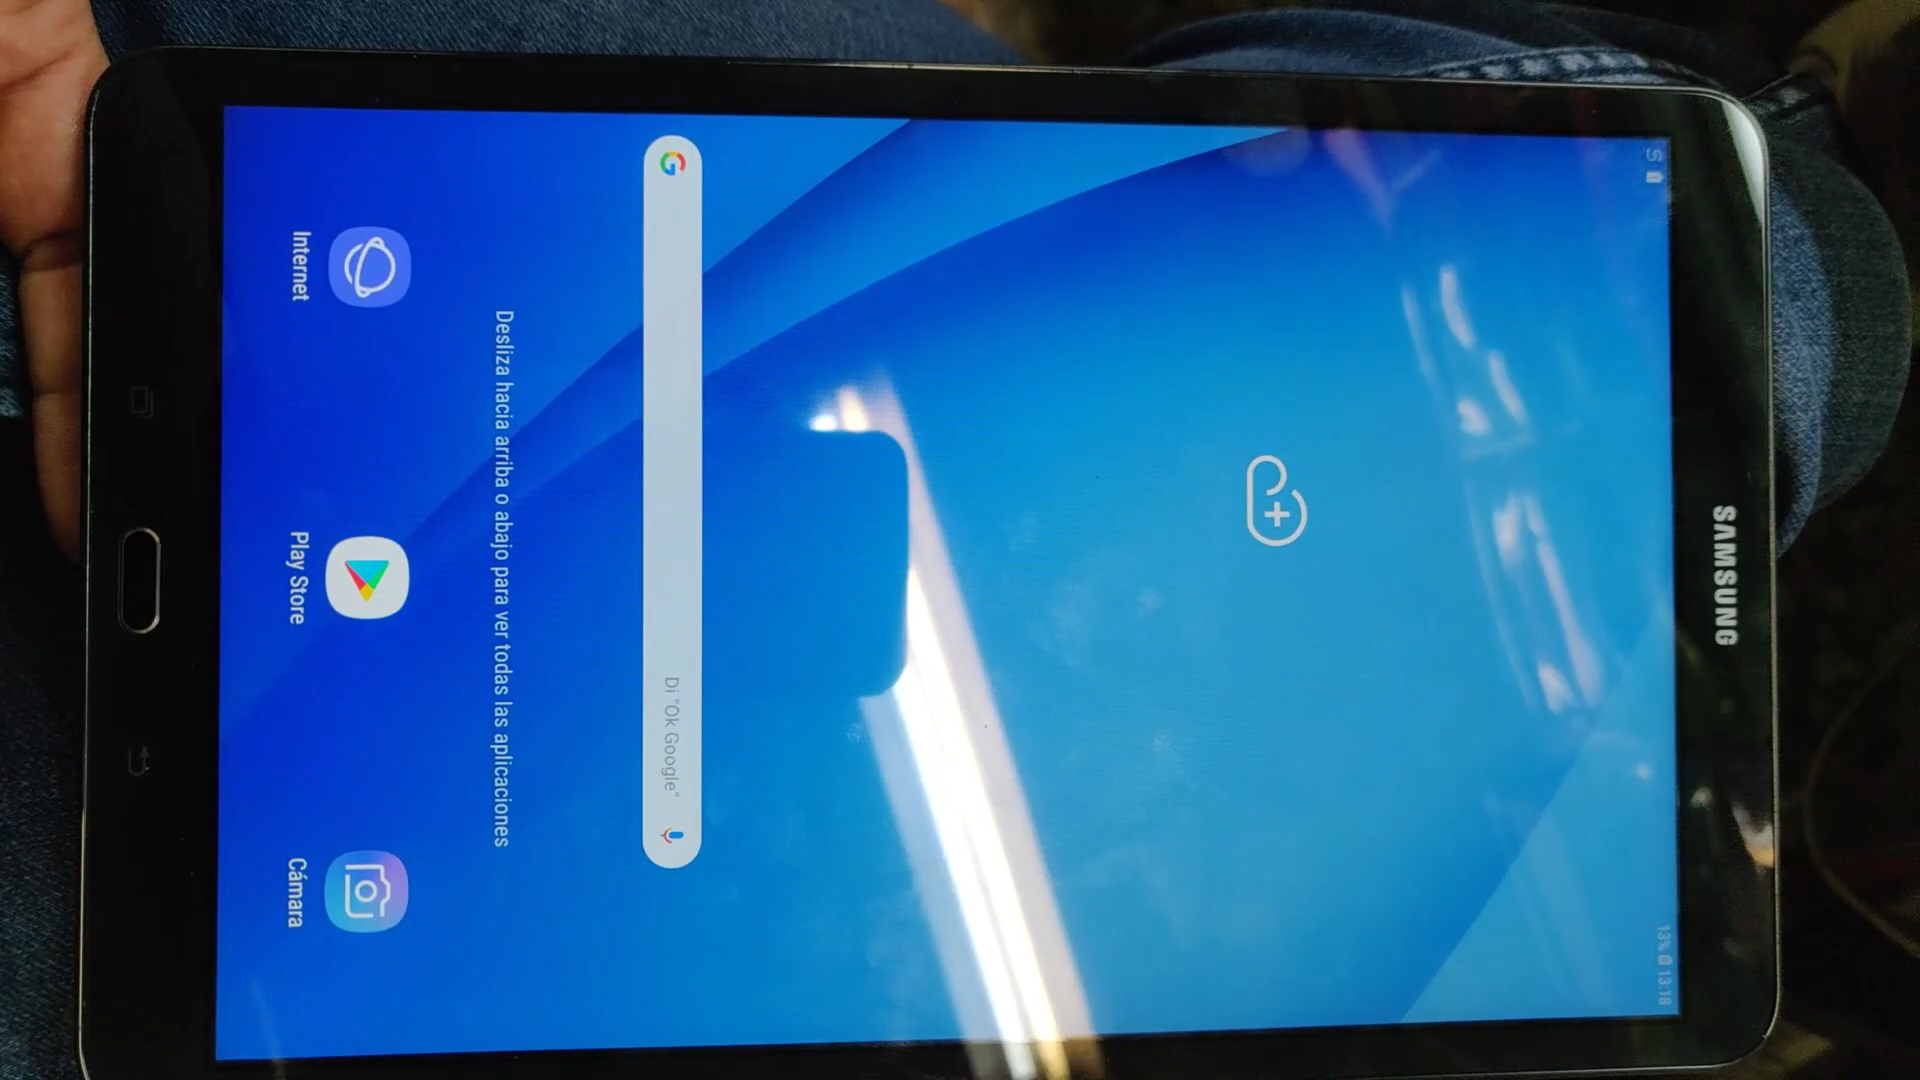 13% 13:18
SAMSUNG
G
Di "Ok Google"
Desliza hacia arriba o abajo para ver todas las aplicaciones
Internet
Play Store
Cámara